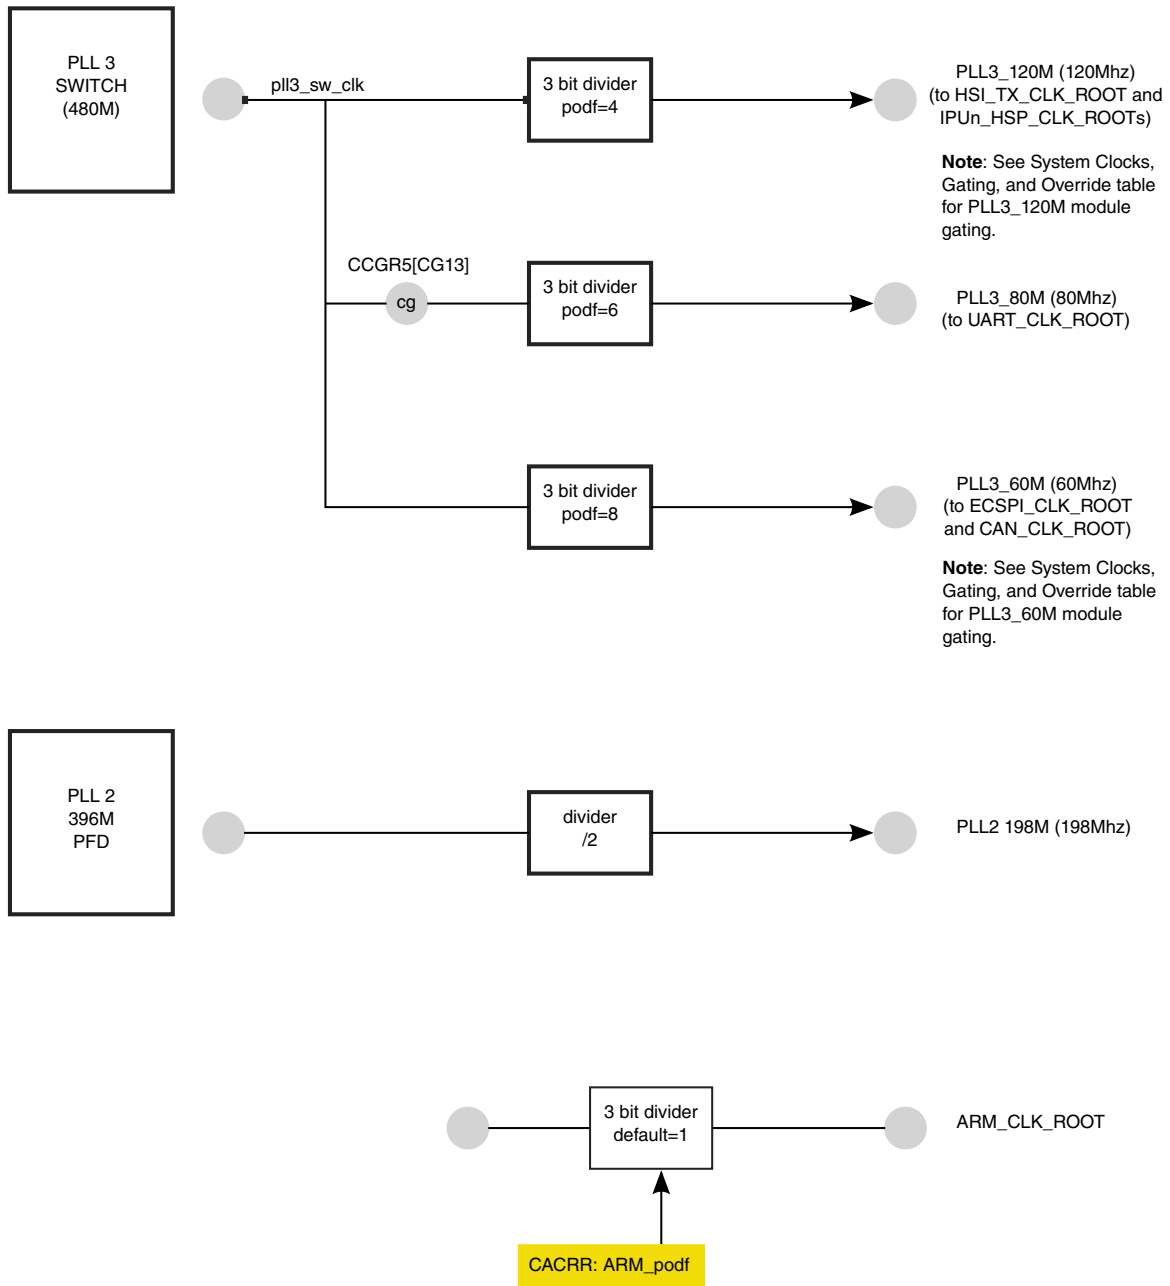 PLL 3
SWITCH
(480M)
pll3_sw_clk
3 bit divider
podf=4
PLL3_120M (120Mhz)
(to HSI_TX_CLK_ROOT and
IPUn_HSP_CLK_ROOTs)
Note: See System Clocks,
Gating, and Override table
for PLL3_120M module
gating.
CCGR5[CG13]
cg
3 bit divider
podf=6
PLL3_80M (80Mhz)
(to UART_CLK_ROOT)
3 bit divider
podf=8
PLL3_60M (60Mhz)
(to ECSPI_CLK_ROOT
and CAN_CLK_ROOT)
Note: See System Clocks,
Gating, and Override table
for PLL3_60M module
gating.
PLL 2
396M
PFD
divider
/2
PLL2 198M (198Mhz)
3 bit divider
default=1
ARM_CLK_ROOT
CACRR: ARM_podf